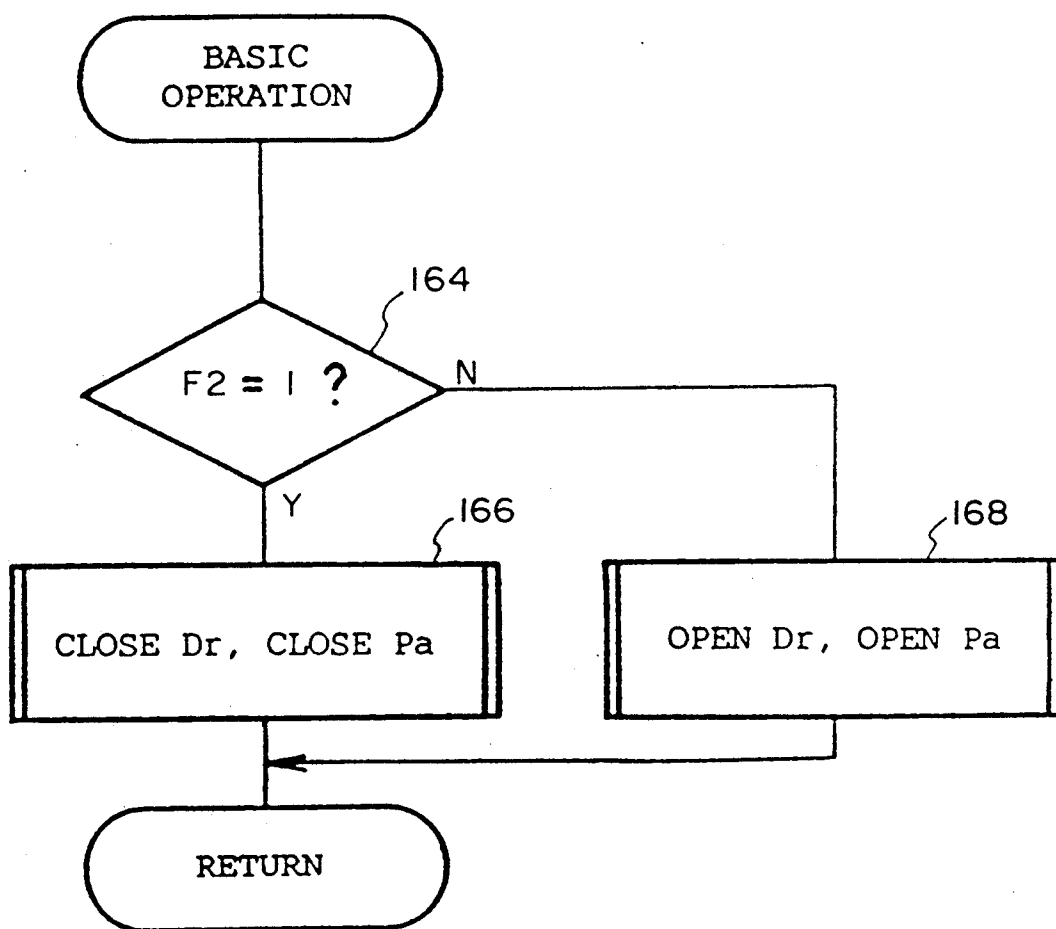 BASIC
OPERATION
164
F2 = 1 ?
N
Y
166
168
CLOSE Dr, CLOSE Pa
OPEN Dr, OPEN Pa
RETURN